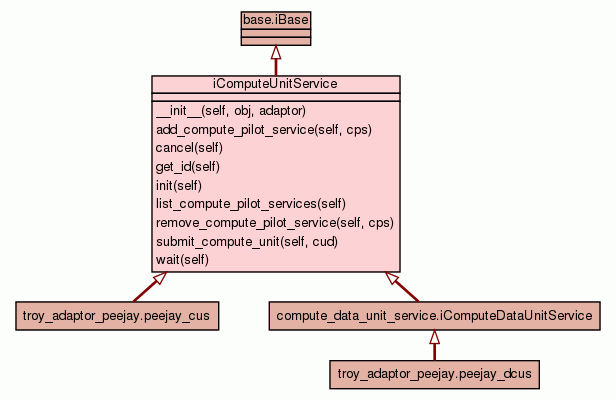 base.iBase
iComputeUnitService
__init__(self, obj, adaptor)
add_compute_pilot_service(self, cps)
cancel(self)
get_id(self)
init(self)
list_compute_pilot_services(self)
remove_compute_pilot_service(self, cps)
submit_compute_unit(self, cud)
wait(self)
troy_adaptor_peejay.peejay_cus
compute_data_unit_service.iComputeDataUnitService
troy_adaptor_peejay.peejay_dcus